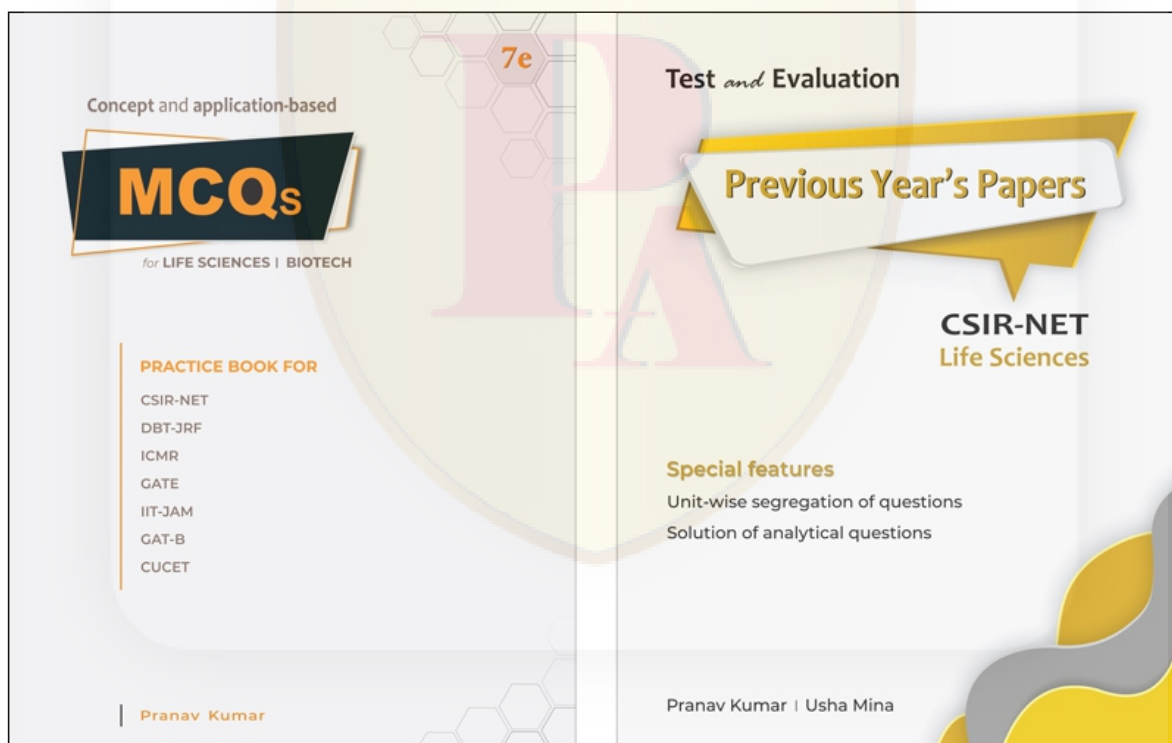 7e
Concept and application-based
MCQs
for LIFE SCIENCES | BIOTECH
PRACTICE BOOK FOR
CSIR-NET
DBT-JRF
ICMR
GATE
IIT-JAM
GAT-B
CUCET
Pranav Kumar
Test and Evaluation
Previous Year's Papers
CSIR-NET
Life Sciences
Special features
Unit-wise segregation of questions
Solution of analytical questions
Pranav Kumar | Usha Mina
PA